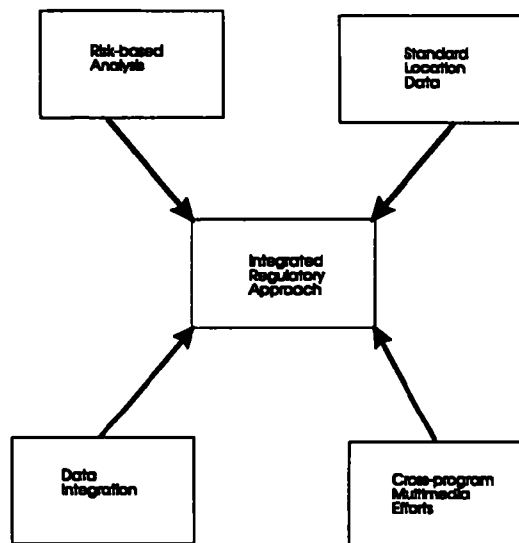 Risk-based
Analysis
Standard
Location
Data
Integrated
Regulatory
Approach
Data
Integration
Cross-program
Multimedia
Efforts